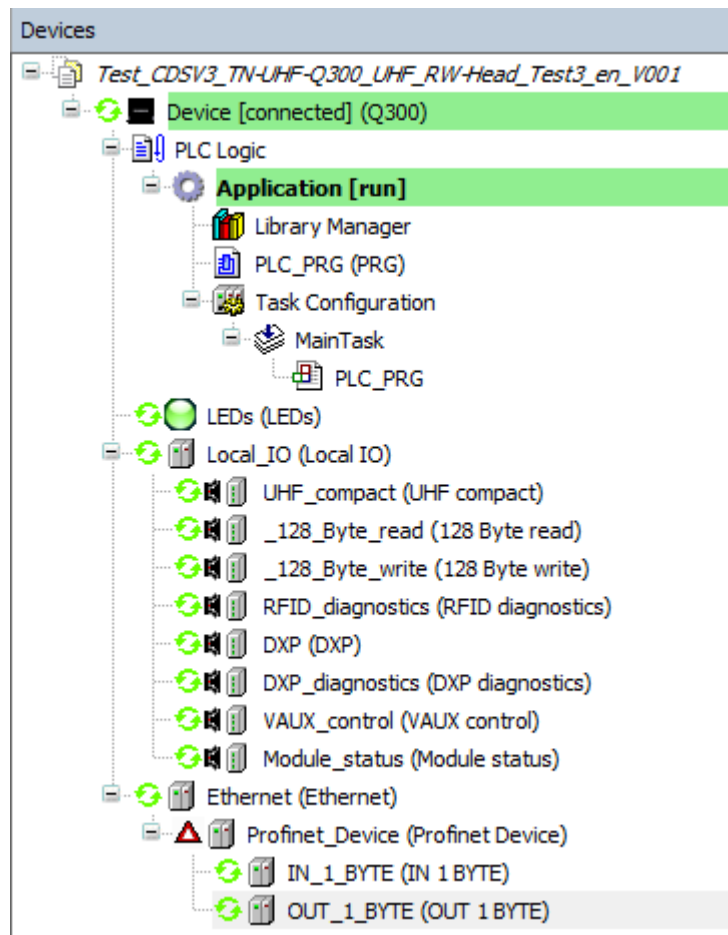 Devices
Test_CDSV3_TN-UHF-Q300_UHF_RW-Head_Test3_en_V001
Device [connected] (Q300)
PLC Logic
Application [run]
Library Manager
PLC_PRG (PRG)
Task Configuration
MainTask
PLC_PRG
LEDs (LEDs)
Local_IO (Local IO)
UHF_compact (UHF compact)
_128_Byte_read (128 Byte read)
_128_Byte_write (128 Byte write)
RFID_diagnostics (RFID diagnostics)
DXP (DXP)
DXP_diagnostics (DXP diagnostics)
VAUX_control (VAUX control)
Module_status (Module status)
Ethernet (Ethernet)
Profinet_Device (Profinet Device)
IN_1_BYTE (IN 1 BYTE)
OUT_1_BYTE (OUT 1 BYTE)